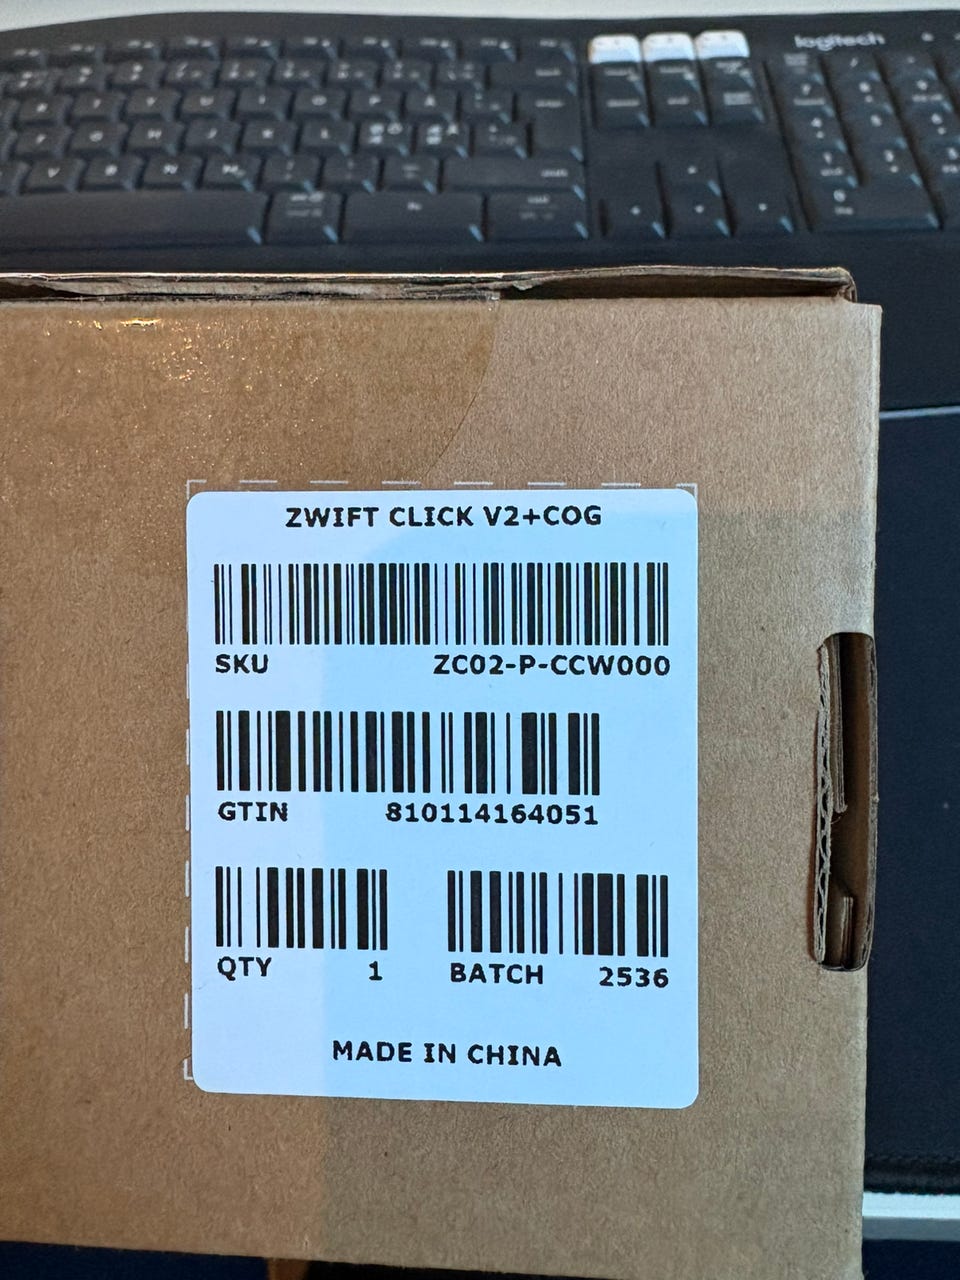 logitech
ZWIFT CLICK V2+COG
SKU ZC02-P-CCW000
GTIN 810114164051
QTY 1 BATCH 2536
MADE IN CHINA